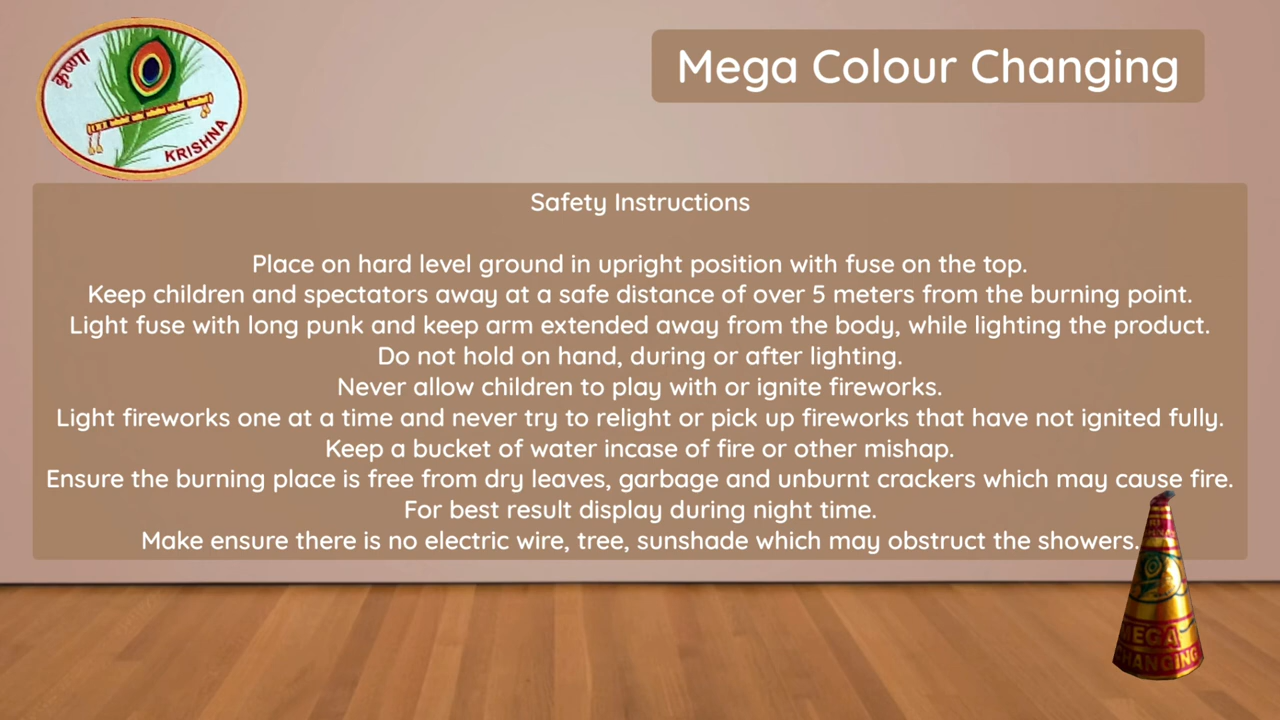 कृष्णा
KRISHNA
Mega Colour Changing
Safety Instructions
Place on hard level ground in upright position with fuse on the top.
Keep children and spectators away at a safe distance of over 5 meters from the burning point.
Light fuse with long punk and keep arm extended away from the body, while lighting the product.
Do not hold on hand, during or after lighting.
Never allow children to play with or ignite fireworks.
Light fireworks one at a time and never try to relight or pick up fireworks that have not ignited fully.
Keep a bucket of water incase of fire or other mishap.
Ensure the burning place is free from dry leaves, garbage and unburnt crackers which may cause fire.
For best result display during night time.
Make ensure there is no electric wire, tree, sunshade which may obstruct the showers.
MEGA
CHANGING